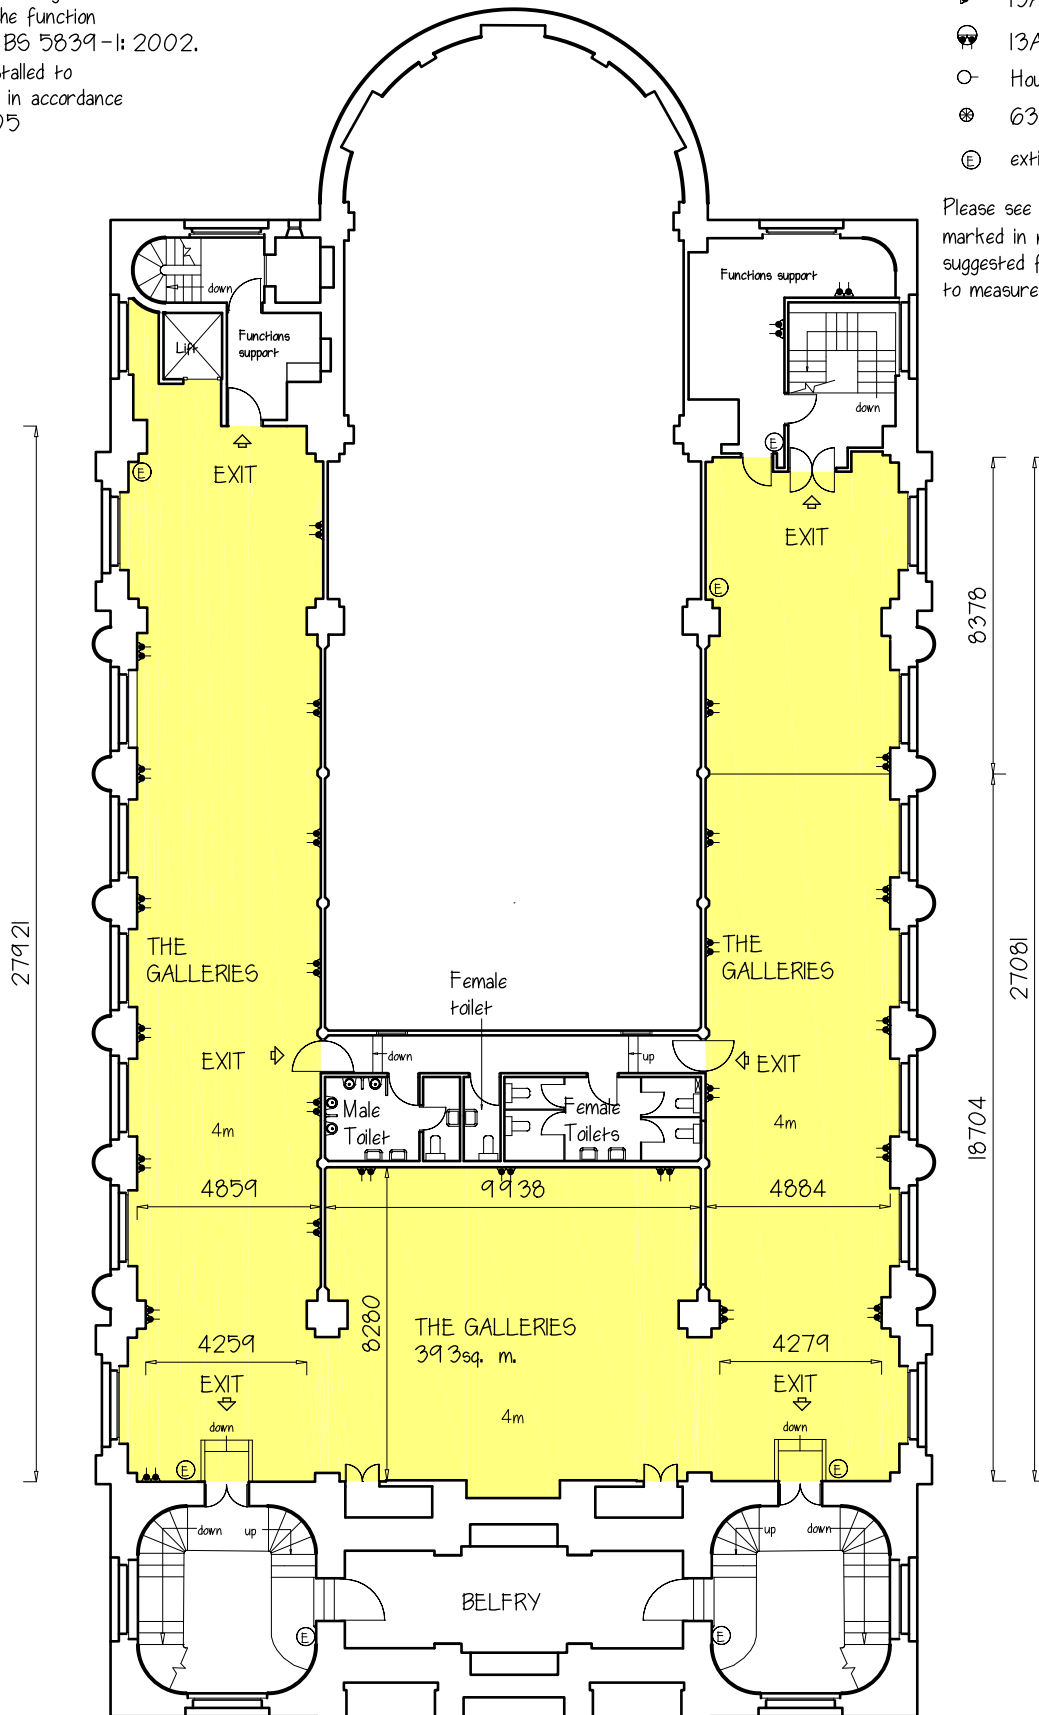 he function
BS 5839-1: 2002.
talled to
in accordance
13A
Hou
63
E
exti
Please see
marked in r
suggested f
to measure
Functions support
down
Lift
Functions
support
down
E
E
EXIT
EXIT
E
8378
27921
THE
GALLERIES
THE
GALLERIES
27081
Female
toilet
EXIT
down
up
EXIT
Male
Toilet
Female
Toilets
4m
4m
18704
4859
9938
4884
8280
THE GALLERIES
393sq. m.
4259
4279
EXIT
EXIT
4m
down
down
E
E
down
up
up
down
BELFRY
E
E